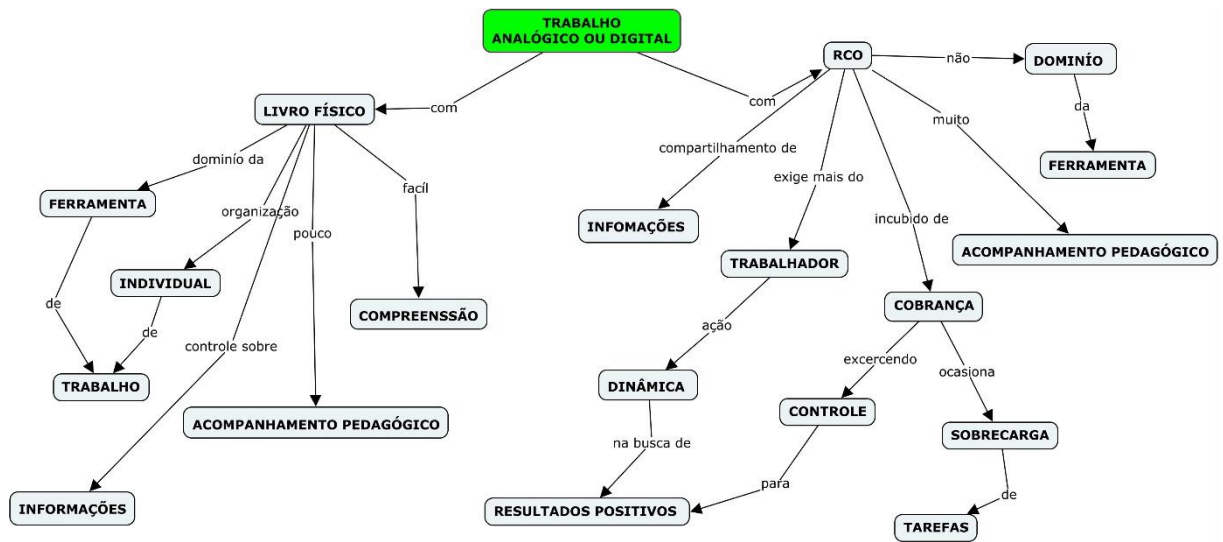 TRABALHO
ANALÓGICO OU DIGITAL
RCO
não
DOMINÍO
com
com
LIVRO FÍSICO
da
muito
compartilhamento de
dominío da
FERRAMENTA
exige mais do
facíl
FERRAMENTA
organização
incubido de
pouco
INFOMAÇÕES
ACOMPANHAMENTO PEDAGÓGICO
TRABALHADOR
INDIVIDUAL
de
COMPREENSSÃO
COBRANÇA
ação
de
controle sobre
excercendo
ocasiona
TRABALHO
DINÂMICA
CONTROLE
ACOMPANHAMENTO PEDAGÓGICO
SOBRECARGA
na busca de
para
de
INFORMAÇÕES
RESULTADOS POSITIVOS
TAREFAS